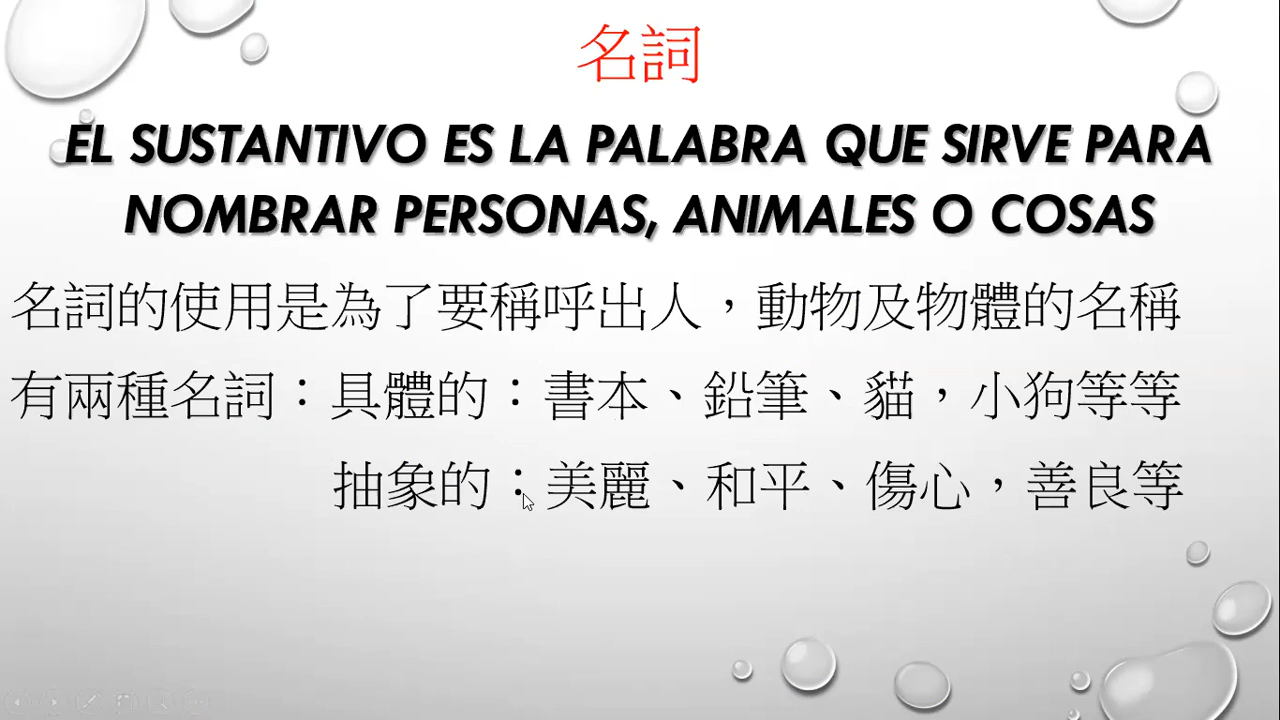 名詞
EL SUSTANTIVO ES LA PALABRA QUE SIRVE PARA
NOMBRAR PERSONAS, ANIMALES O COSAS
名詞的使用是為了要稱呼出人，動物及物體的名稱
有兩種名詞：具體的：書本、鉛筆、貓，小狗等等
抽象的：美麗、和平、傷心，善良等